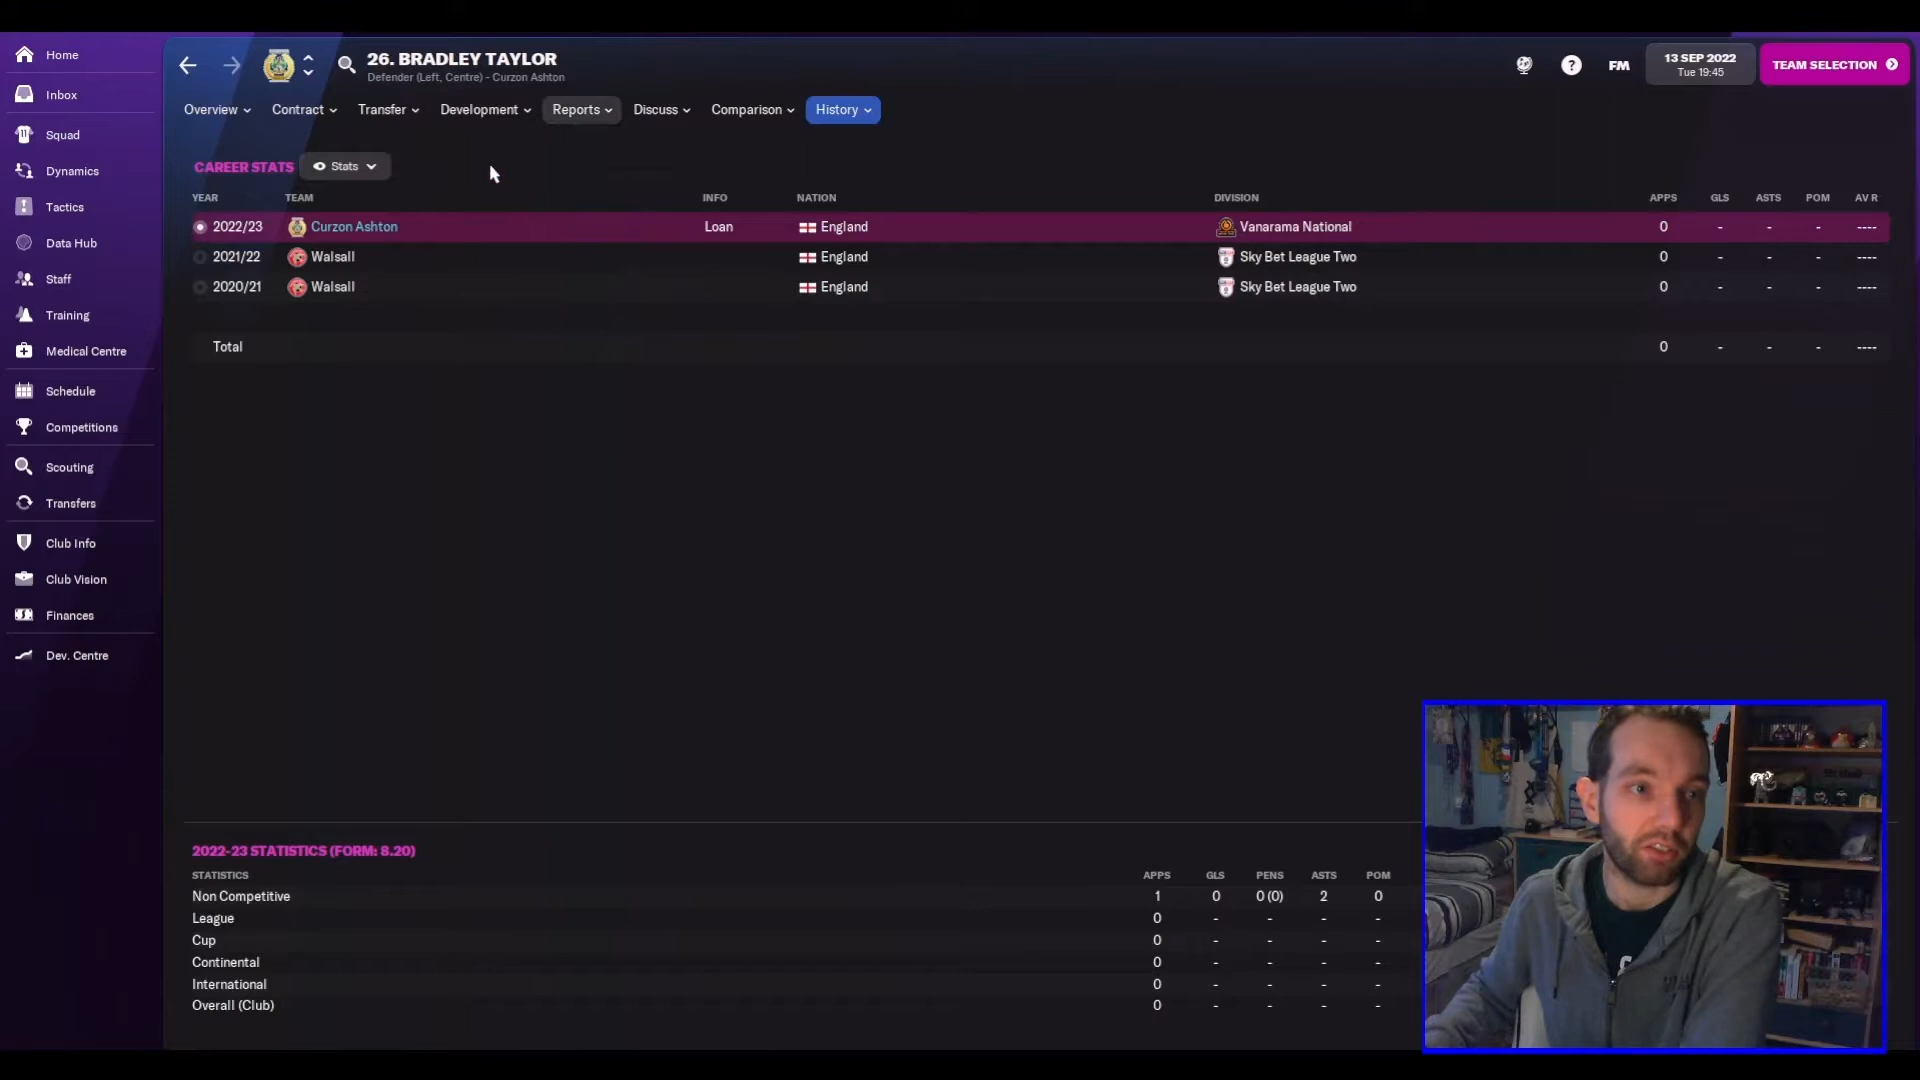 Home
Inbox
Squad
Dynamics
Tactics
Data Hub
Staff
Training
Medical Centre
Schedule
Competitions
Scouting
Transfers
Club Info
Club Vision
Finances
Dev. Centre
26. BRADLEY TAYLOR
Defender (Left, Centre) - Curzon Ashton
FM
13 SEP 2022
Tue 19:45
TEAM SELECTION
Overview Contract Transfer Development Reports Discuss Comparison History
CAREER STATS Stats
YEAR TEAM INFO NATION DIVISION APPS GLS ASTS POM AV R
2022/23 Curzon Ashton Loan England Vanarama National 0 - - - ----
2021/22 Walsall England Sky Bet League Two 0 - - - ----
2020/21 Walsall England Sky Bet League Two 0 - - - ----
Total 0 - - - ----
2022-23 STATISTICS (FORM: 8.20)
STATISTICS APPS GLS PENS ASTS POM
Non Competitive 1 0 0 (0) 2 0
League 0 - - - -
Cup 0 - - - -
Continental 0 - - - -
International 0 - - - -
Overall (Club) 0 - - - -